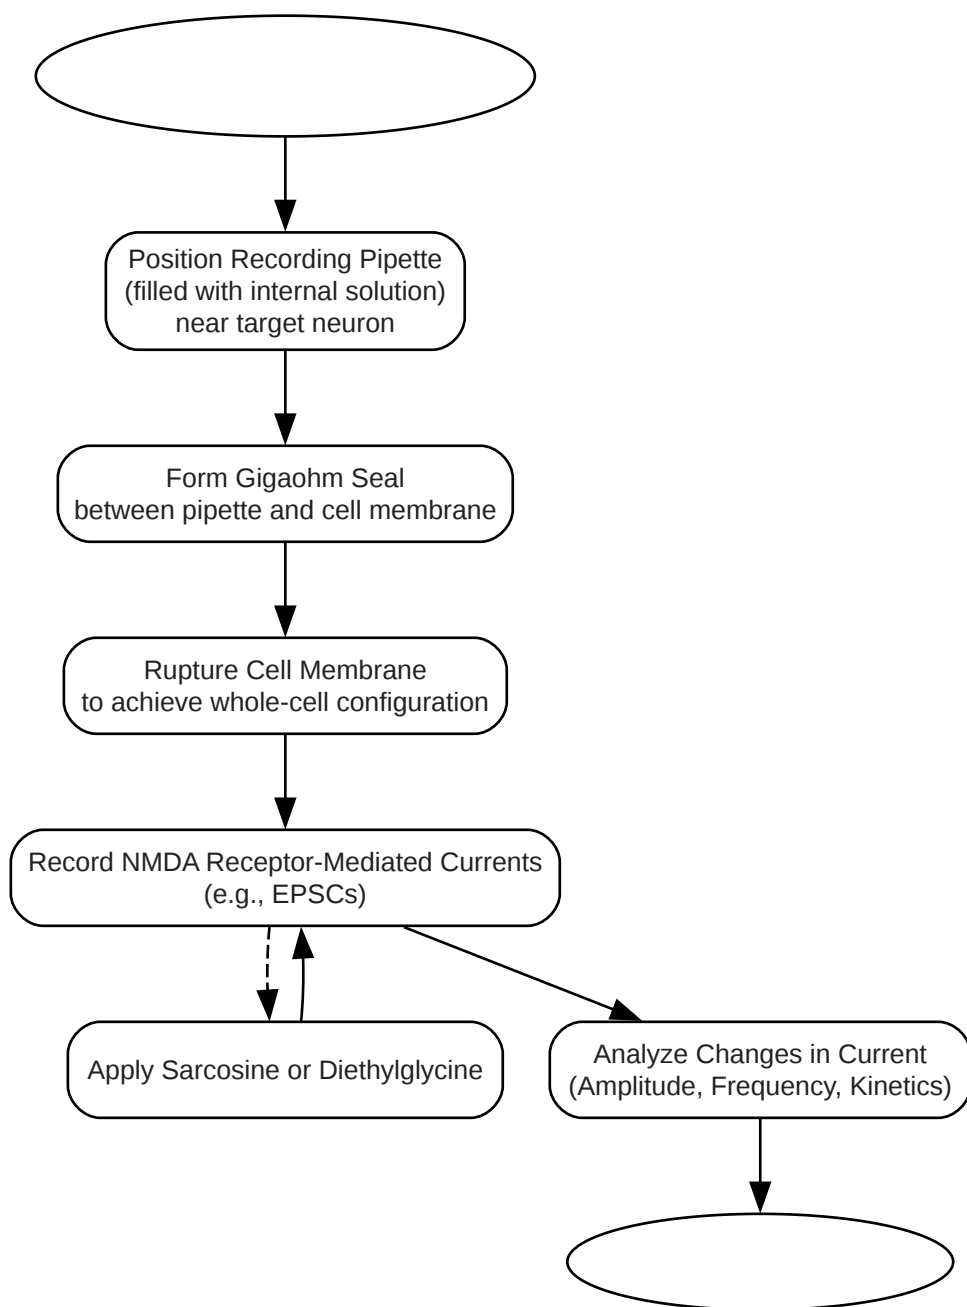 Position Recording Pipette
(filled with internal solution)
near target neuron
Form Gigaohm Seal
between pipette and cell membrane
Rupture Cell Membrane
to achieve whole-cell configuration
Record NMDA Receptor-Mediated Currents
(e.g., EPSCs)
Apply Sarcosine or Diethylglycine
Analyze Changes in Current
(Amplitude, Frequency, Kinetics)